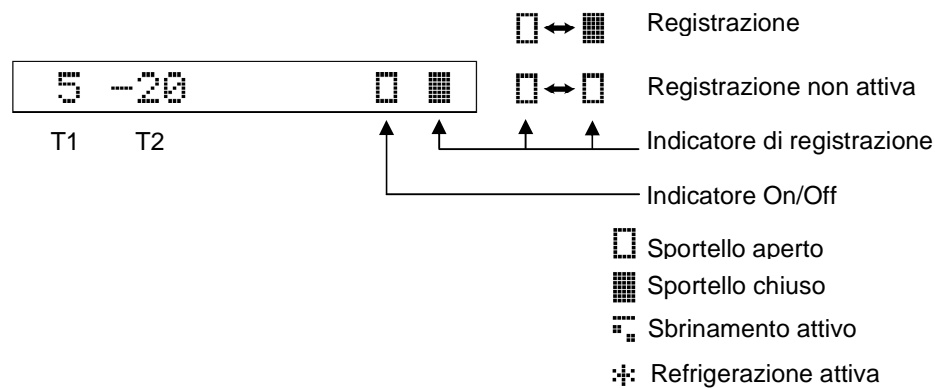 Registrazione
5 -20
Registrazione non attiva
T1 T2
Indicatore di registrazione
Indicatore On/Off
Sportello aperto
Sportello chiuso
Sbrinamento attivo
Refrigerazione attiva